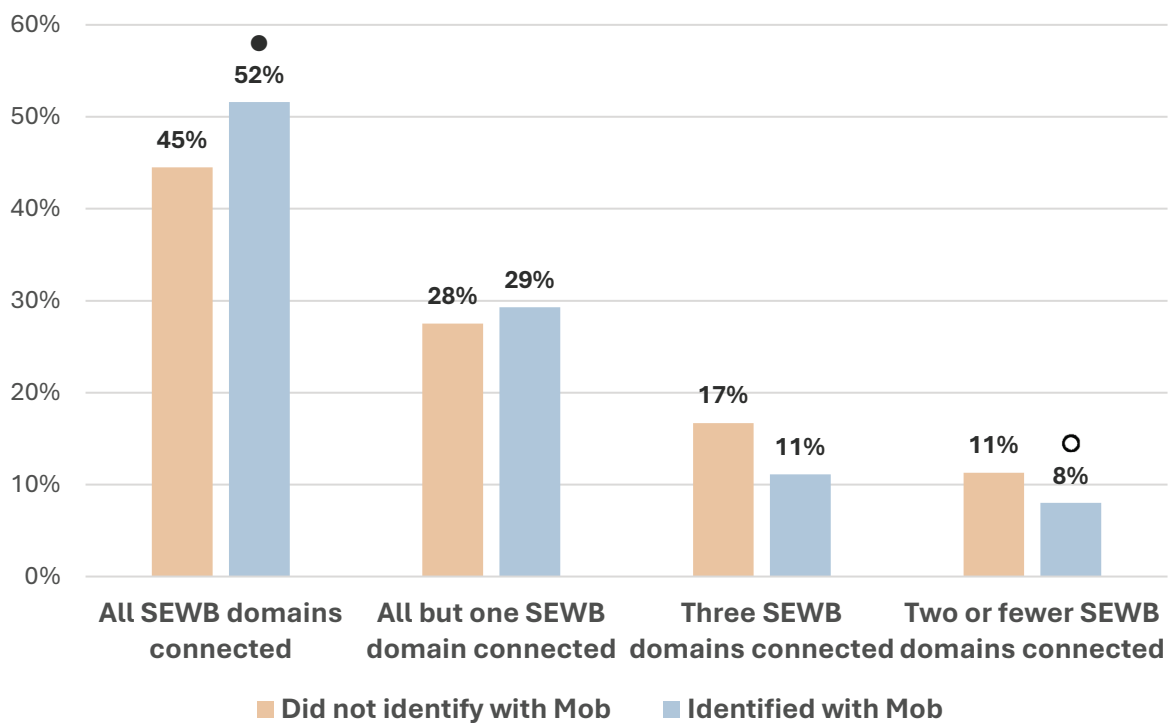 60%
52%
50%
45%
40%
30%
28%
29%
20%
17%
11%
11%
8%
10%
0%
All SEWB domains
connected
All but one SEWB
domain connected
Three SEWB
domains connected
Two or fewer SEWB
domains connected
Did not identify with Mob
Identified with Mob